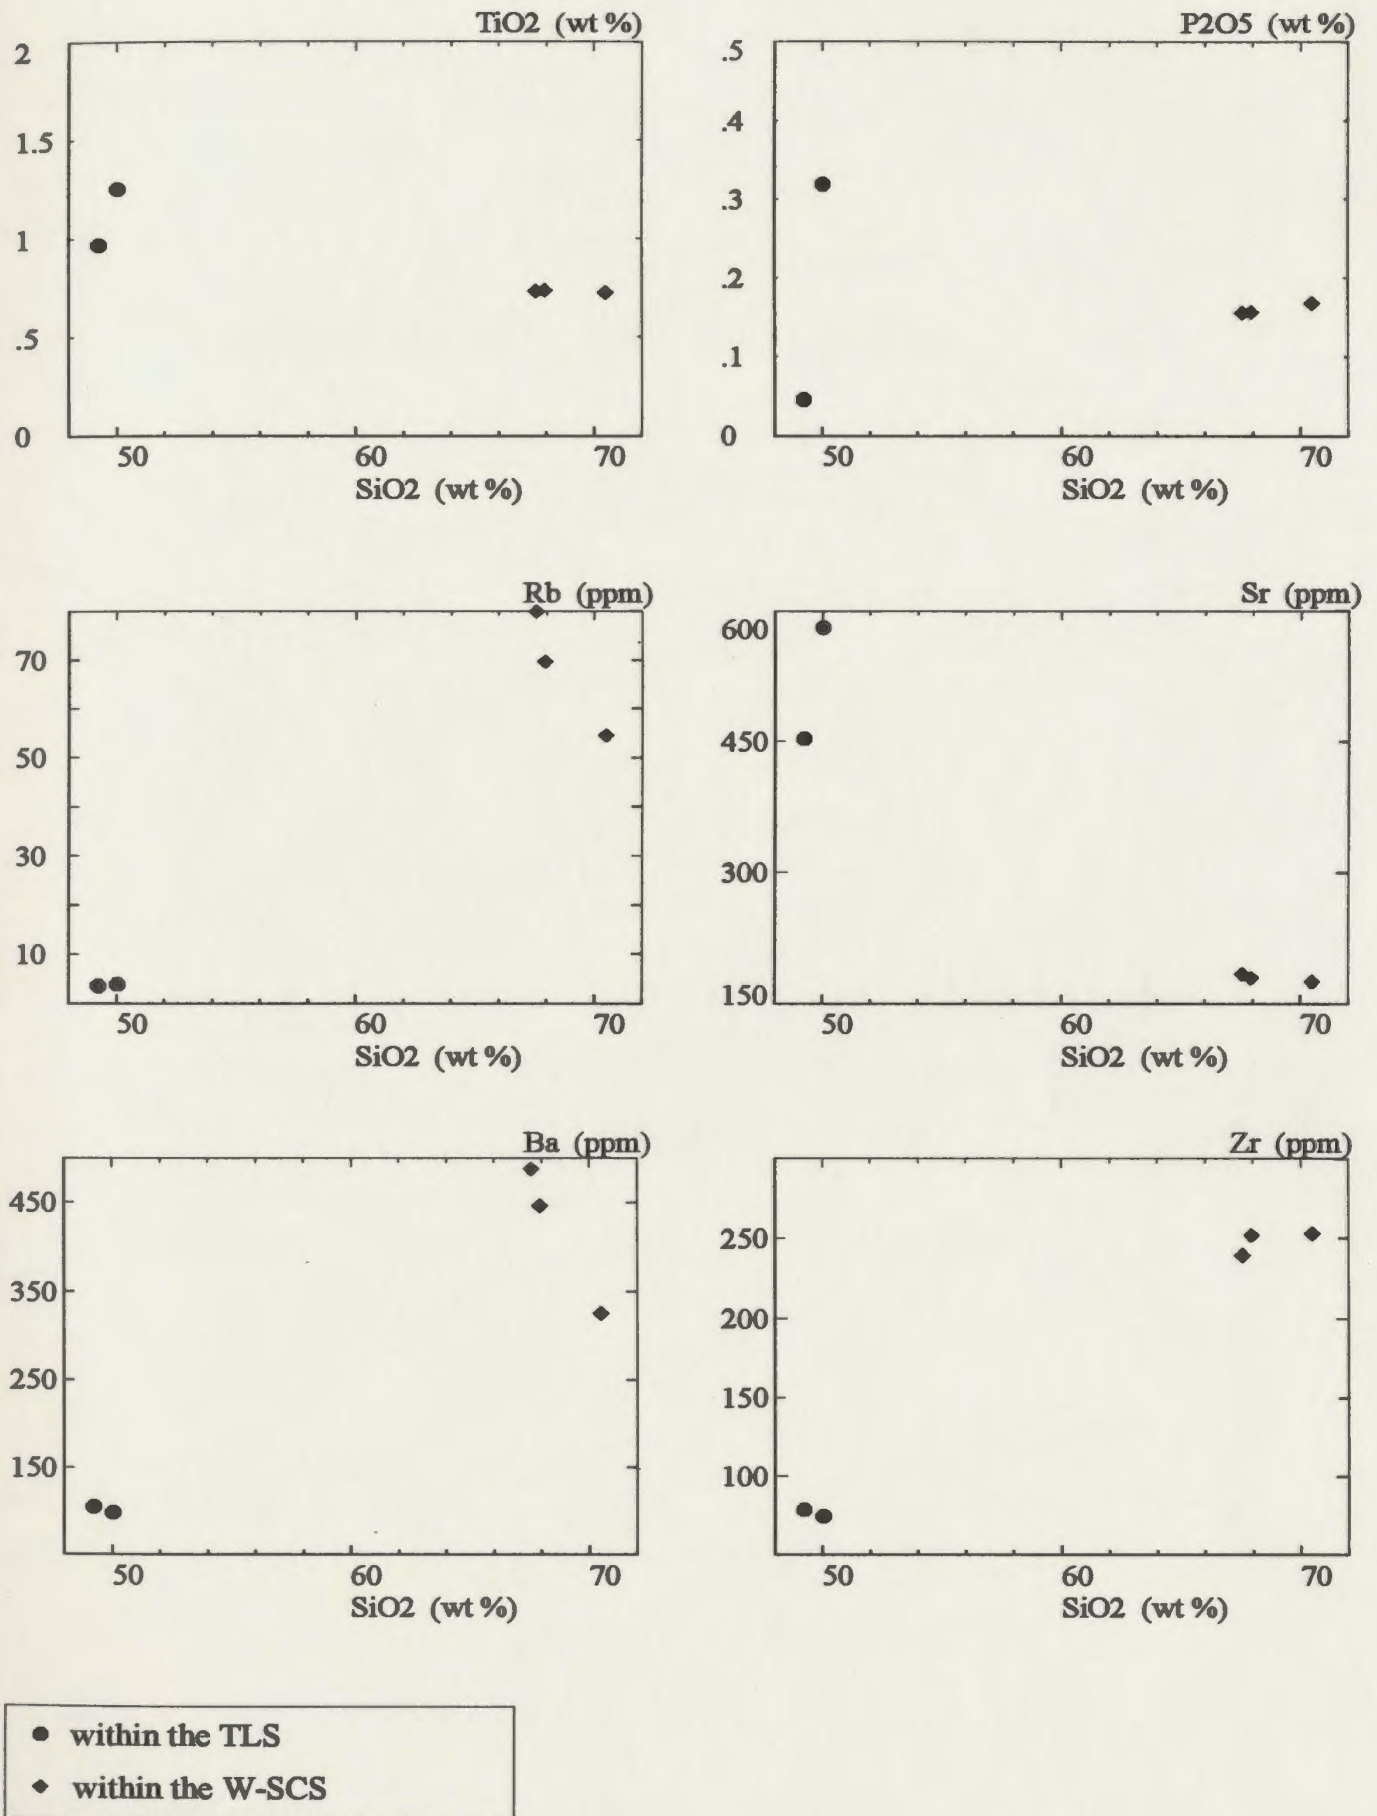 TiO2 (wt %)
2
1.5
1
.5
0
50 60 70
SiO2 (wt %)
P2O5 (wt %)
.5
.4
.3
.2
.1
0
50 60 70
SiO2 (wt %)
Rb (ppm)
70
50
30
10
50 60 70
SiO2 (wt %)
Sr (ppm)
600
450
300
150
50 60 70
SiO2 (wt %)
Ba (ppm)
450
350
250
150
50 60 70
SiO2 (wt %)
Zr (ppm)
250
200
150
100
50 60 70
SiO2 (wt %)
within the TLS
within the W-SCS